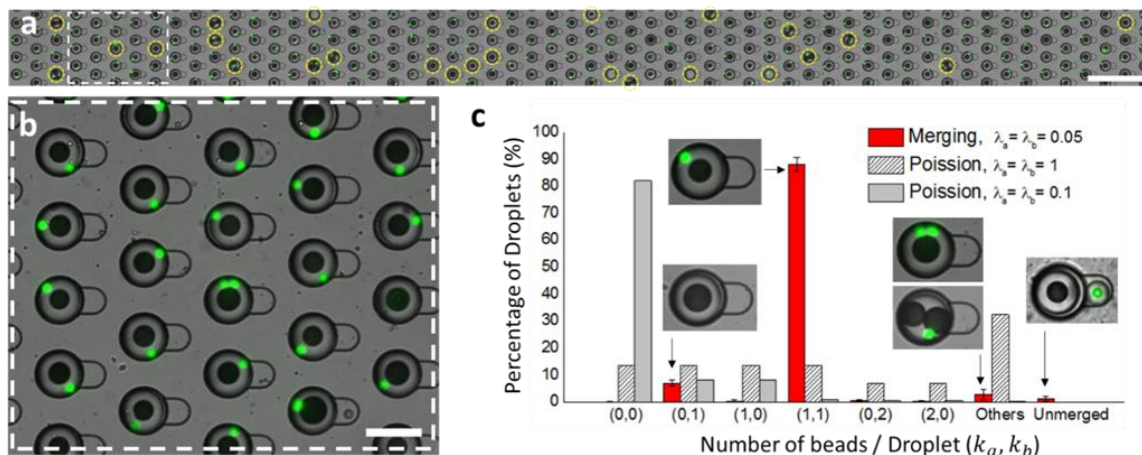 a
b
c
Percentage of Droplets (%)
100
90
80
70
60
50
40
30
20
10
0
Merging, λa = λb = 0.05
Poission, λa = λb = 1
Poission, λa = λb = 0.1
(0,0) (0,1) (1,0) (1,1) (0,2) (2,0) Others Unmerged
Number of beads / Droplet (ka, kb)